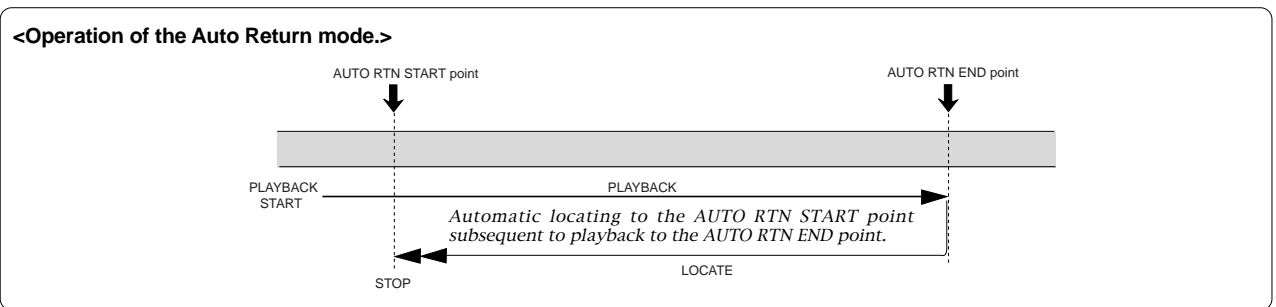 <Operation of the Auto Return mode.>
AUTO RTN START point
AUTO RTN END point
PLAYBACK
START
PLAYBACK
Automatic locating to the AUTO RTN START point
subsequent to playback to the AUTO RTN END point.
LOCATE
STOP